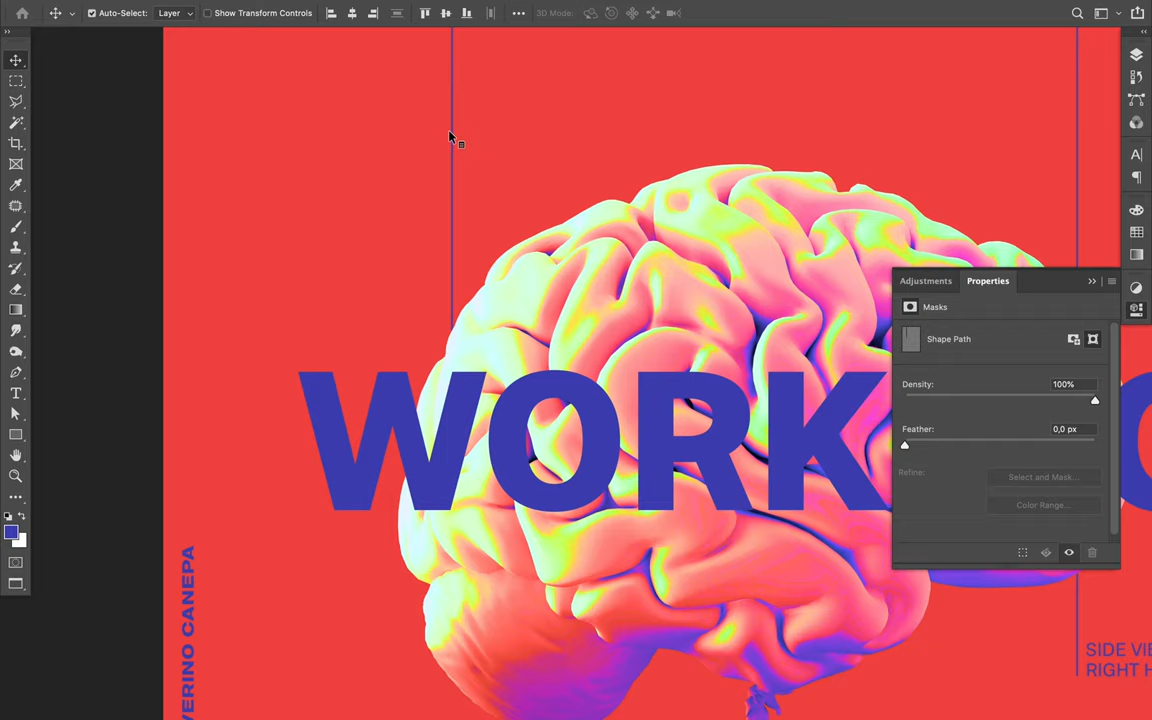 Auto-Select:
Layer
Show Transform Controls
3D Mode:
Adjustments
Properties
Masks
Shape Path
Density:
100%
Feather:
0,0 px
Refine:
Select and Mask...
Color Range...
WORK
VERINO CANEPA
SIDE VIE
RIGHT H